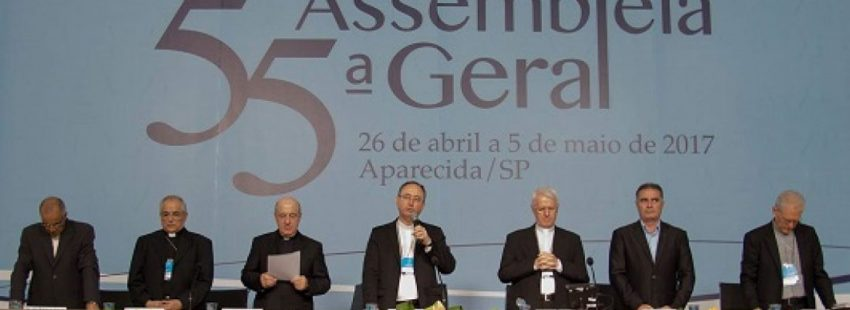 55ª Assembleia
Geral
26 de abril a 5 de maio de 2017
Aparecida/SP